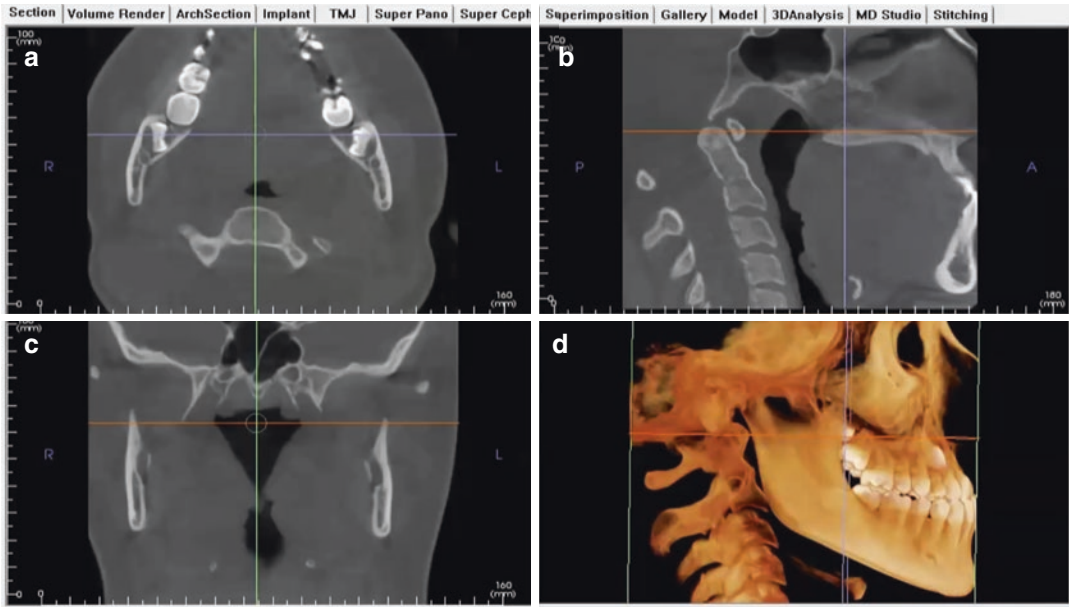 Section Volume Render ArchSection Implant TMJ Super Pano Super Ceph
Superimposition Gallery Model 3DAnalysis MD Studio Stitching
a
100
(mm)
R
L
0 0
160
(mm)
b
(mm)
P
A
180
(mm)
c
(mm)
R
L
0 0
160
(mm)
d